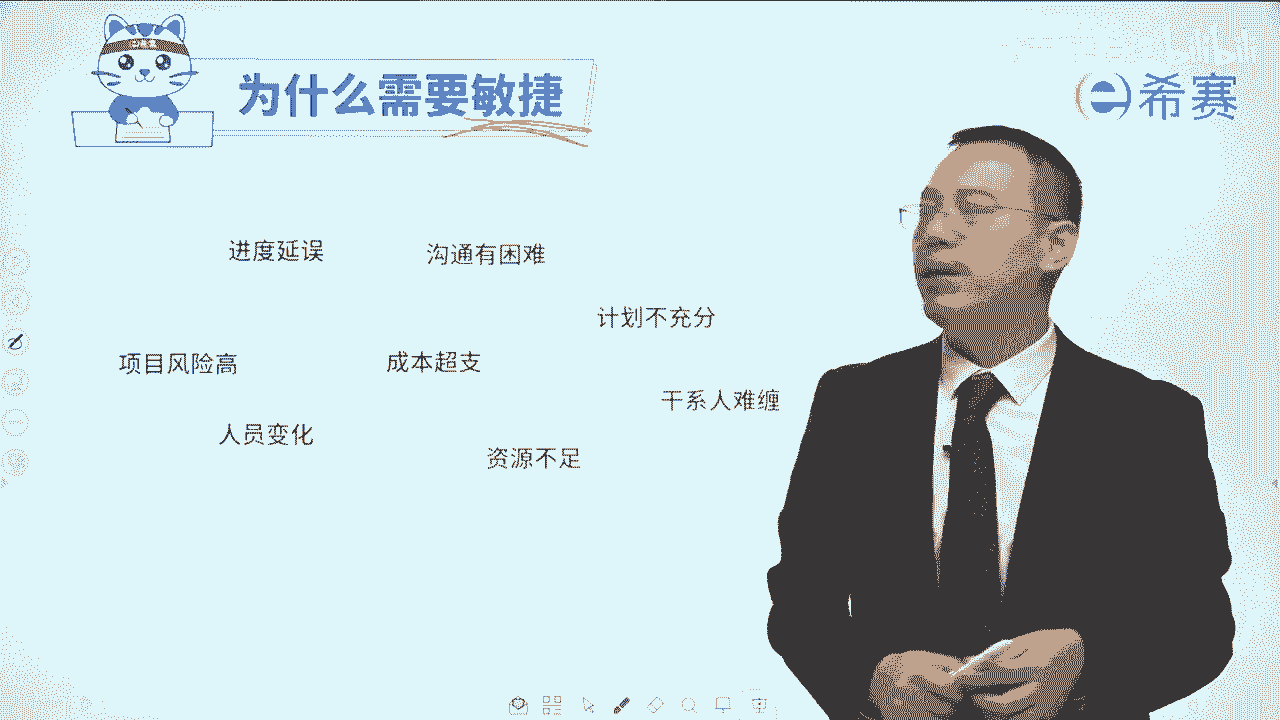 为什么需要敏捷
希赛
进度延误
沟通有困难
计划不充分
项目风险高
成本超支
干系人难缠
人员变化
资源不足